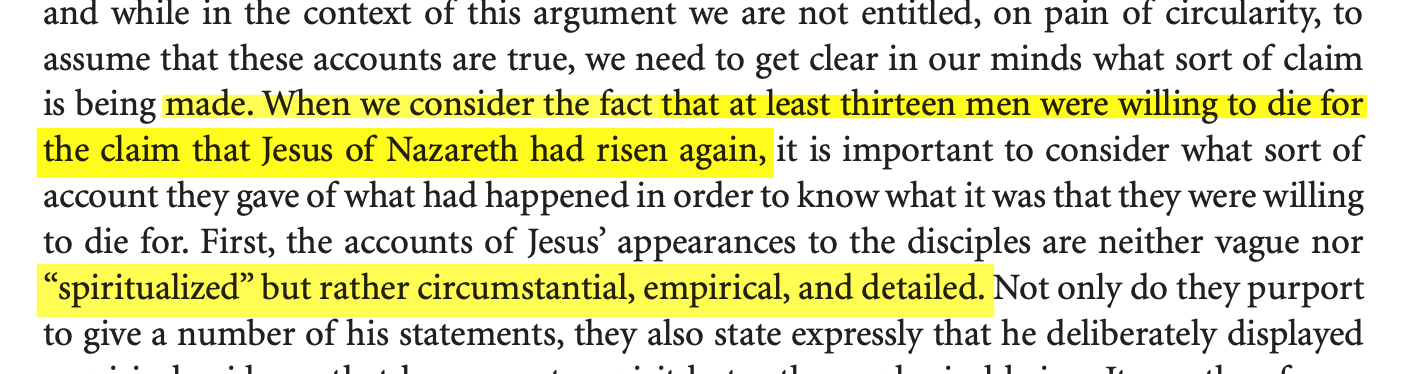 and while in the context of this argument we are not entitled, on pain of circularity, to
assume that these accounts are true, we need to get clear in our minds what sort of claim
is being made. When we consider the fact that at least thirteen men were willing to die for
the claim that Jesus of Nazareth had risen again, it is important to consider what sort of
account they gave of what had happened in order to know what it was that they were willing
to die for. First, the accounts of Jesus’ appearances to the disciples are neither vague nor
“spiritualized” but rather circumstantial, empirical, and detailed. Not only do they purport
to give a number of his statements, they also state expressly that he deliberately displayed